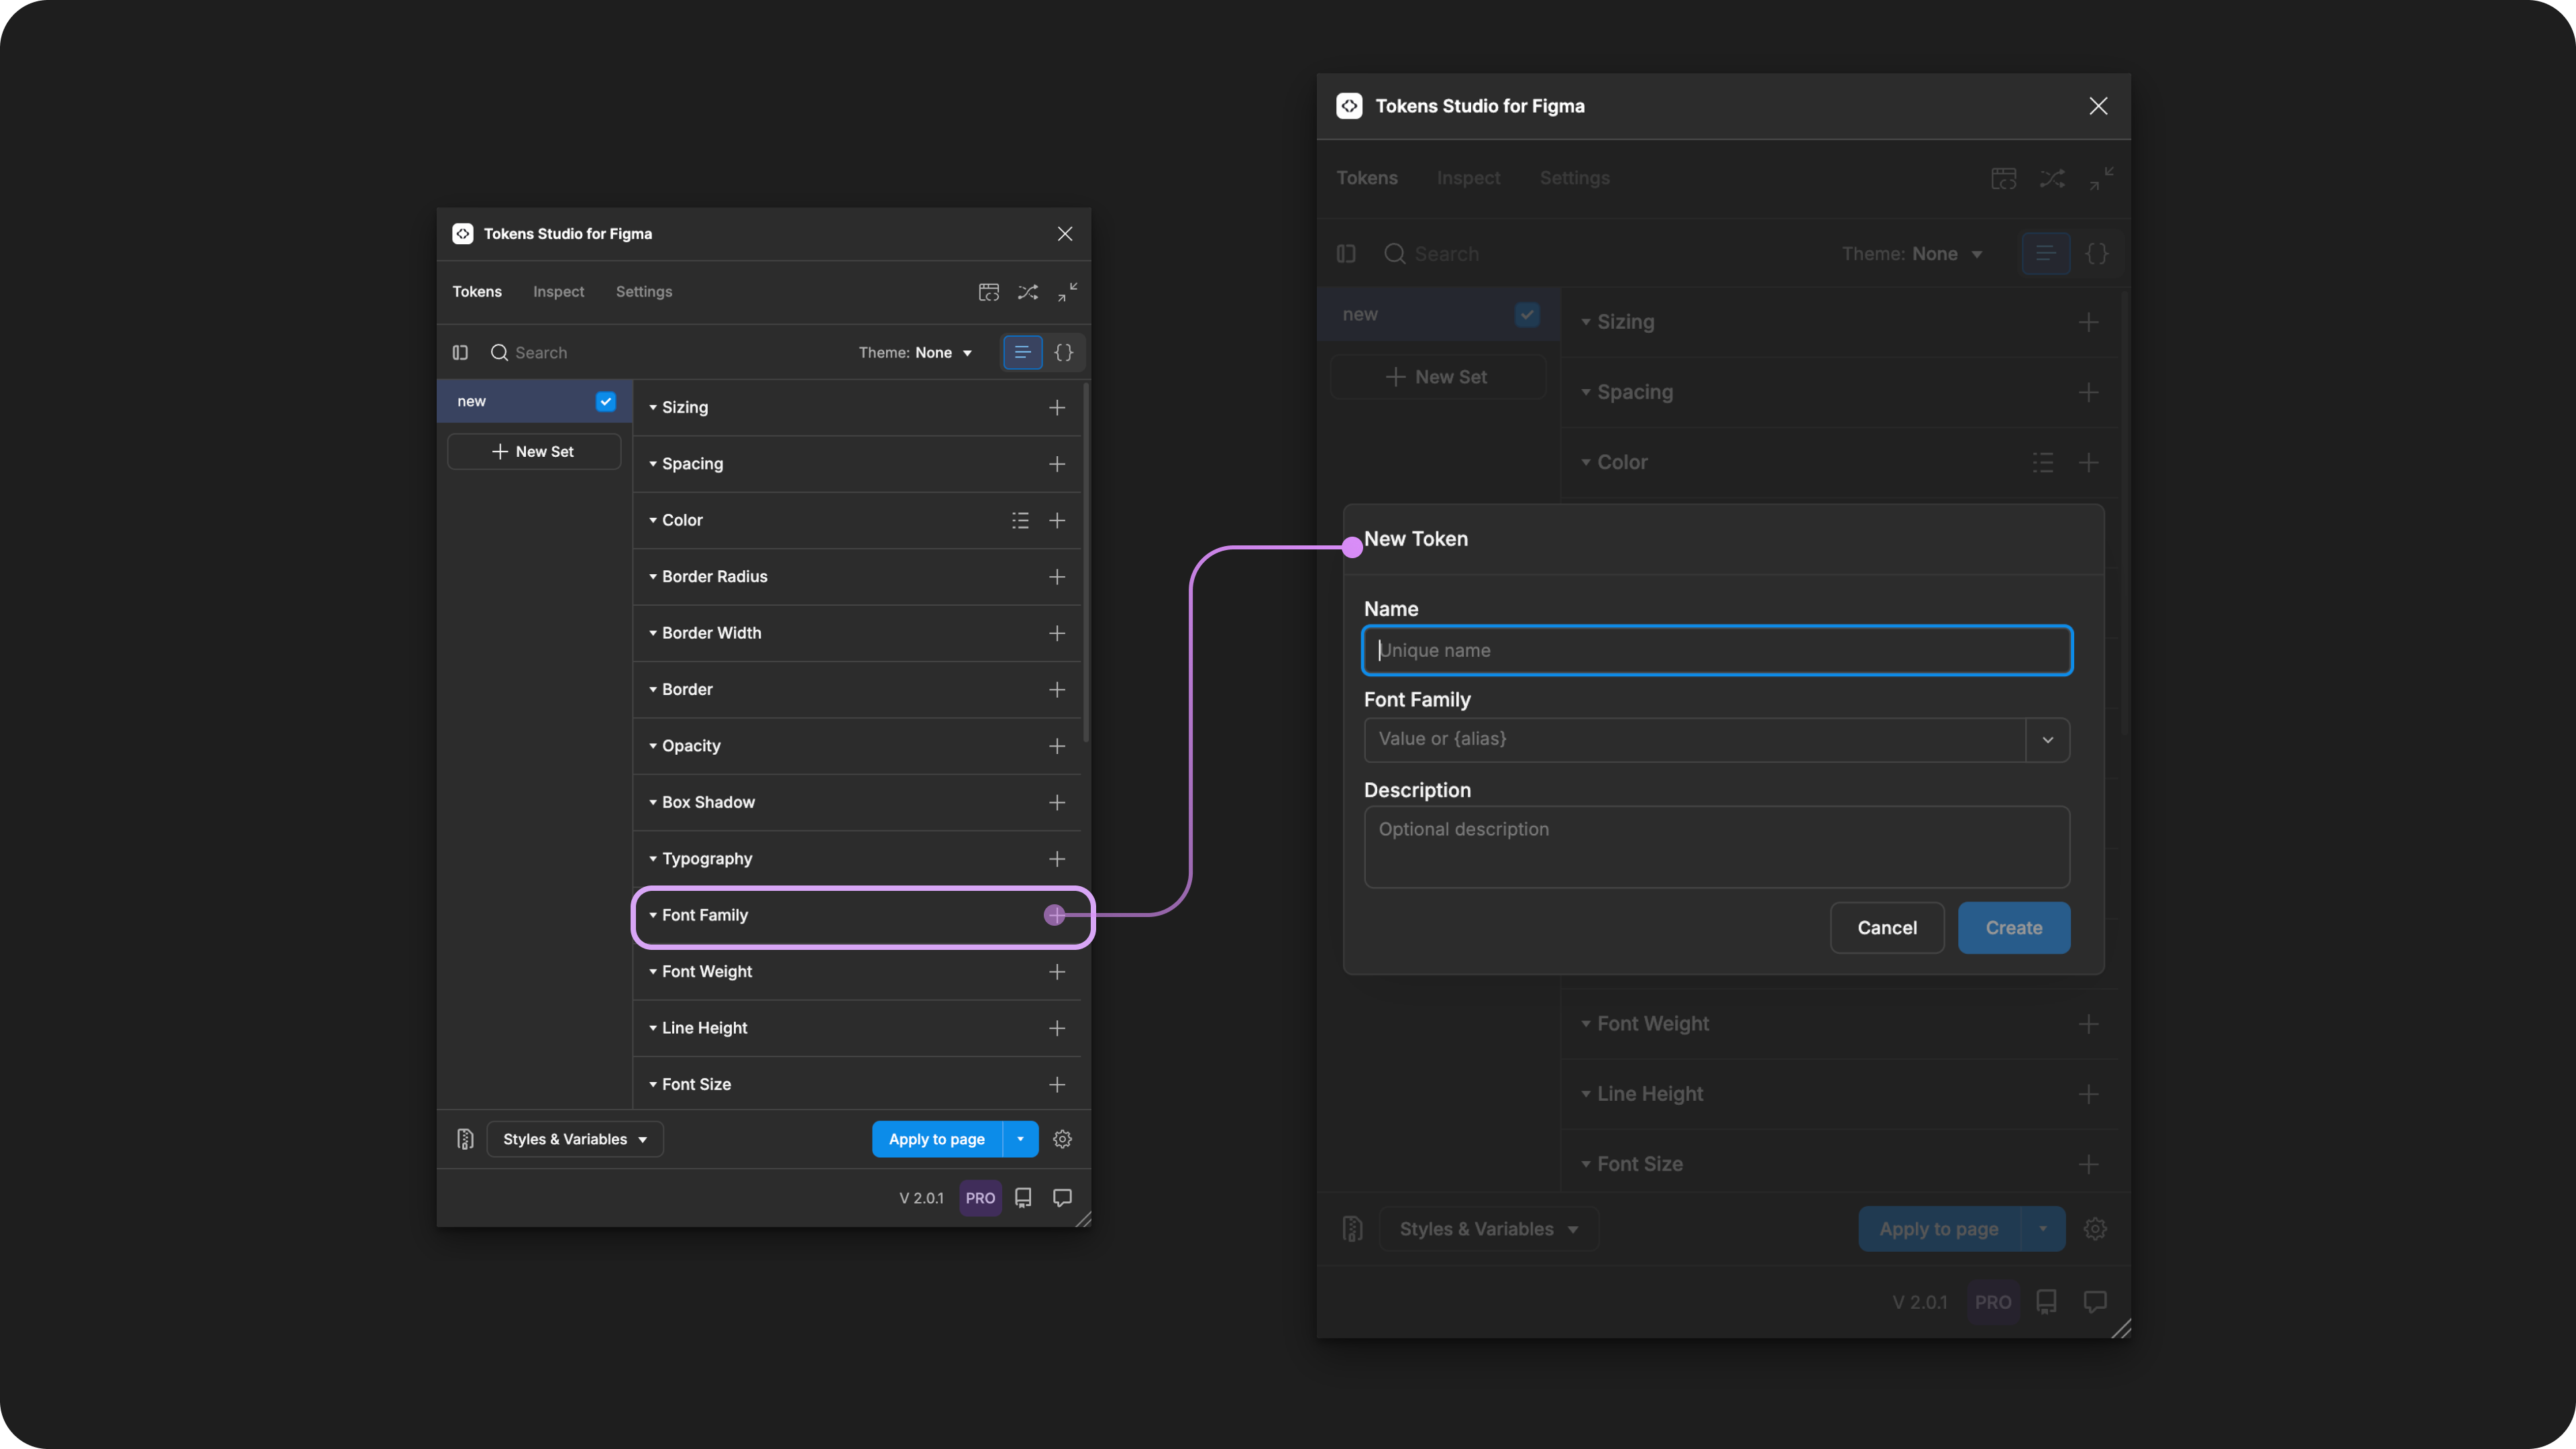 Tokens Studio for Figma
Tokens Inspect Settings
Search Theme: None {}
new
+ New Set
Sizing
Spacing
Color
Border Radius
Border Width
Border
Opacity
Box Shadow
Typography
Font Family
Font Weight
Line Height
Font Size
Styles & Variables Apply to page
V 2.0.1 PRO
Tokens Studio for Figma
Tokens Inspect Settings
Search Theme: None {}
new
+ New Set
Sizing
Spacing
Color
New Token
Name
Unique name
Font Family
Value or {alias}
Description
Optional description
Cancel Create
Font Weight
Line Height
Font Size
Styles & Variables Apply to page
V 2.0.1 PRO